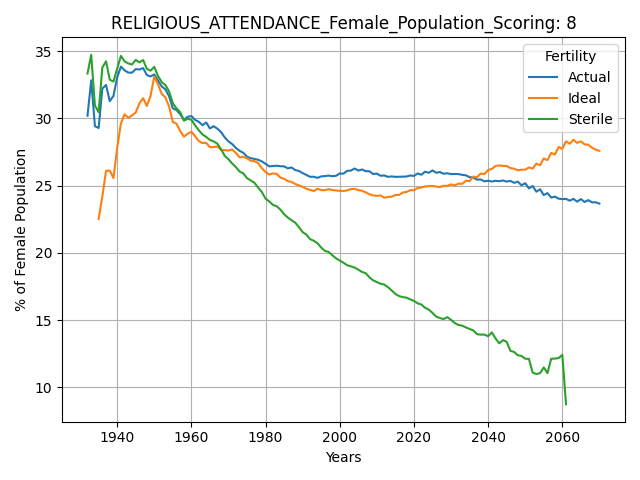 RELIGIOUS_ATTENDANCE_Female_Population_Scoring: 8
Fertility
Actual
Ideal
Sterile
% of Female Population
35
30
25
20
15
10
1940
1960
1980
2000
2020
2040
2060
Years